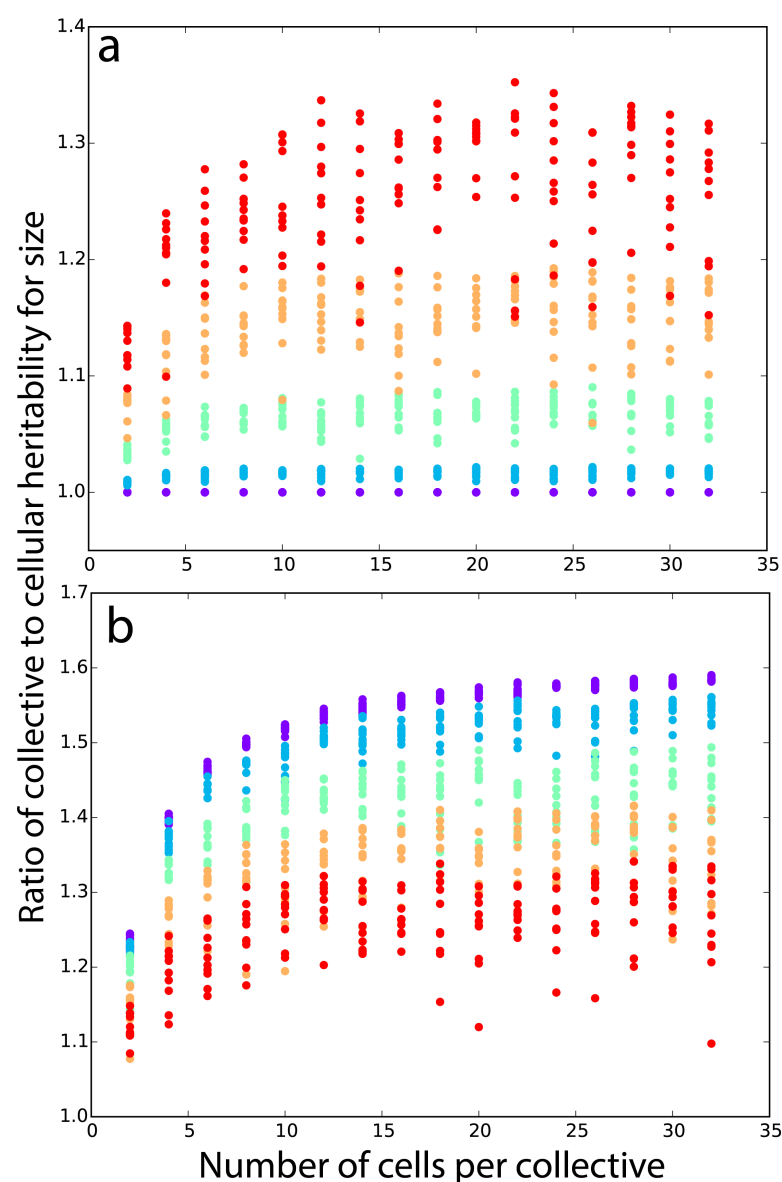 a
1.4
1.3
1.2
1.1
1.0
0 5 10 15 20 25 30 35
Ratio of collective to cellular heritability for size
b
1.7
1.6
1.5
1.4
1.3
1.2
1.1
1.0
0 5 10 15 20 25 30 35
Number of cells per collective